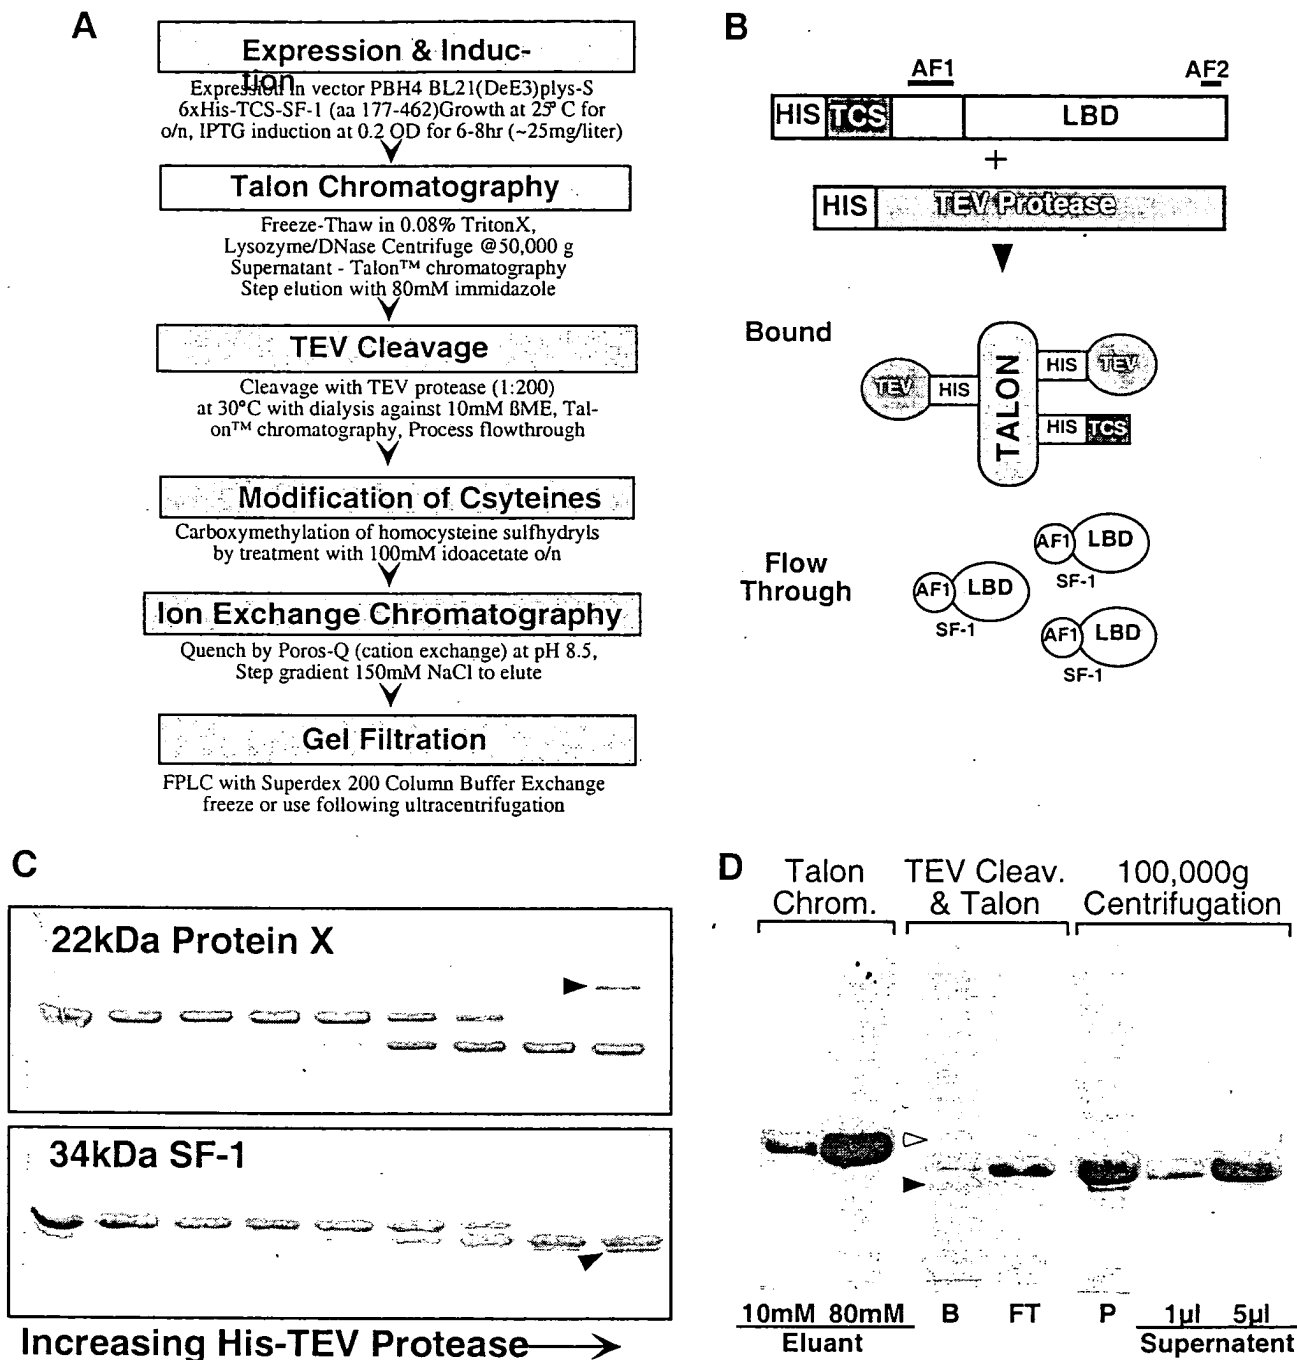 A
Expression & Induc-
tion
Expression in vector PBH4 BL21(DeE3)plys-S
6xHis-TCS-SF-1 (aa 177-462)Growth at 25° C for
o/n, IPTG induction at 0.2 OD for 6-8hr (~25mg/liter)
Talon Chromatography
Freeze-Thaw in 0.08% TritonX,
Lysozyme/DNase Centrifuge @50,000 g
Supernatant - Talon™ chromatography
Step elution with 80mM immidazole
TEV Cleavage
Cleavage with TEV protease (1:200)
at 30°C with dialysis against 10mM ßME, Tal-
on™ chromatography, Process flowthrough
Modification of Csyteines
Carboxymethylation of homocysteine sulfhydryls
by treatment with 100mM idoacetate o/n
Ion Exchange Chromatography
Quench by Poros-Q (cation exchange) at pH 8.5,
Step gradient 150mM NaCl to elute
Gel Filtration
FPLC with Superdex 200 Column Buffer Exchange
freeze or use following ultracentrifugation
B
AF1 AF2
HIS TCS LBD
+
HIS TEV Protease
Bound
TEV HIS TALON HIS TEV
HIS TCS
Flow
Through
AF1 LBD
SF-1
AF1 LBD
SF-1
AF1 LBD
SF-1
C
22kDa Protein X
34kDa SF-1
Increasing His-TEV Protease
D
Talon
Chrom.
TEV Cleav.
& Talon
100,000g
Centrifugation
10mM 80mM B FT P 1µl 5µl
Eluant Supernatent